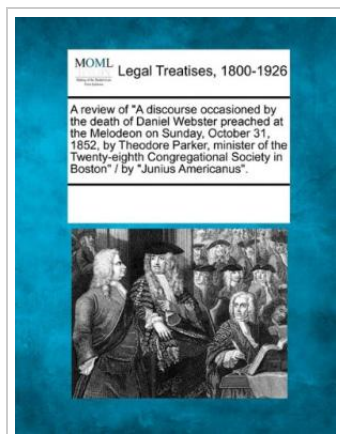 MOML
Legal Treatises, 1800-1926
A review of "A discourse occasioned by
the death of Daniel Webster preached at
the Melodeon on Sunday, October 31,
1852, by Theodore Parker, minister of the
Twenty-eighth Congregational Society in
Boston" / by "Junius Americanus".